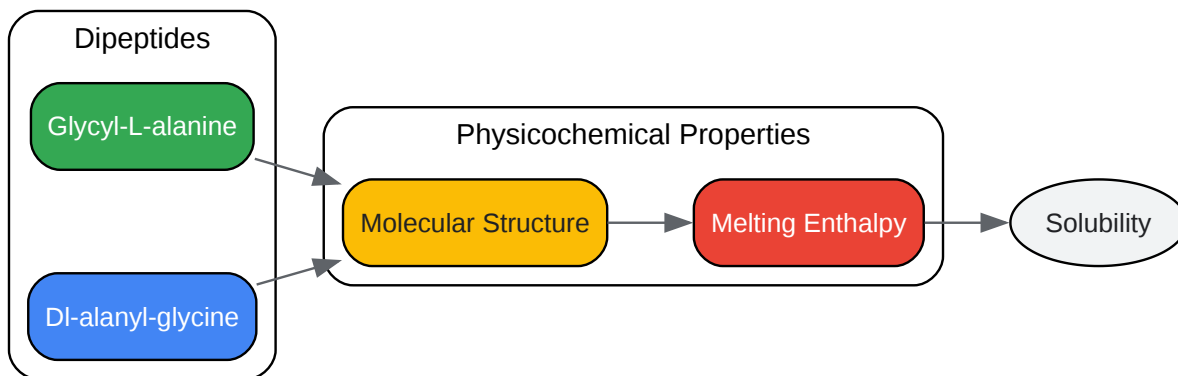 Dipeptides
Glycyl-L-alanine
Dl-alanyl-glycine
Physicochemical Properties
Molecular Structure
Melting Enthalpy
Solubility